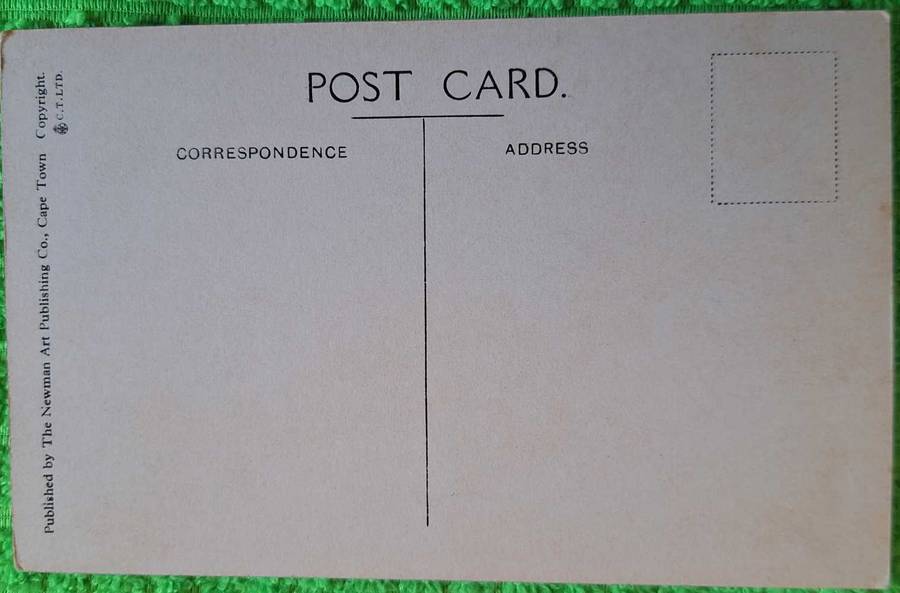 POST CARD.
CORRESPONDENCE
ADDRESS
Published by The Newman Art Publishing Co., Cape Town Copyright.
C.T.LTD.